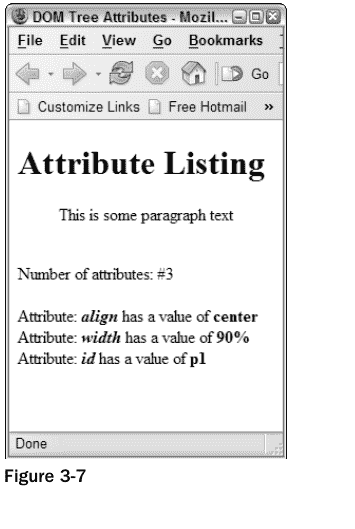 DOM Tree Attributes - Mozil...
File Edit View Go Bookmarks
Go
Customize Links Free Hotmail »
Attribute Listing
This is some paragraph text
Number of attributes: #3
Attribute: align has a value of center
Attribute: width has a value of 90%
Attribute: id has a value of p1
Done
Figure 3-7